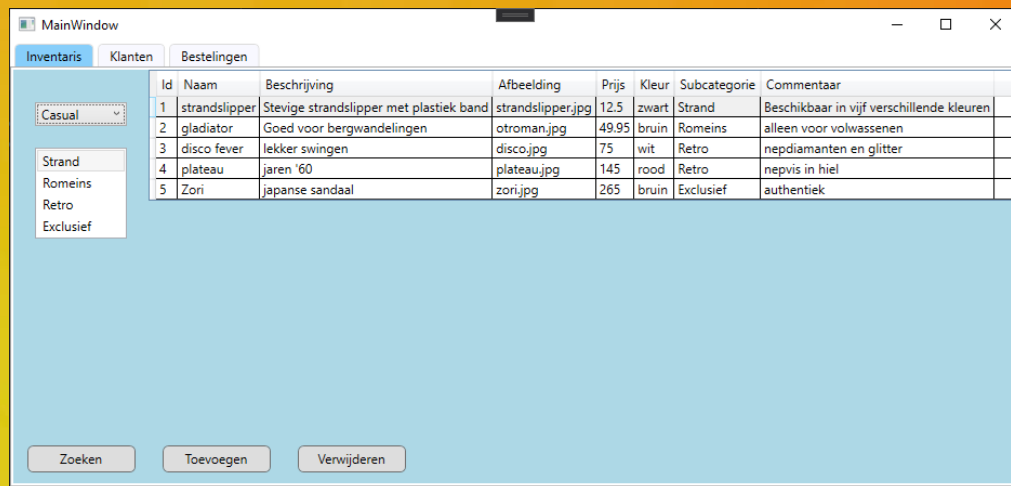 MainWindow
Inventaris Klanten Bestelingen
Casual
Strand
Romeins
Retro
Exclusief
Id Naam Beschrijving Afbeelding Prijs Kleur Subcategorie Commentaar
1 strandslipper Stevige strandslipper met plastiek band strandslipper.jpg 12.5 zwart Strand Beschikbaar in vijf verschillende kleuren
2 gladiator Goed voor bergwandelingen otroman.jpg 49.95 bruin Romeins alleen voor volwassenen
3 disco fever lekker swingen disco.jpg 75 wit Retro nepdiamanten en glitter
4 plateau jaren '60 plateau.jpg 145 rood Retro nepvis in hiel
5 Zori japanse sandaal zori.jpg 265 bruin Exclusief authentiek
Zoeken Toevoegen Verwijderen